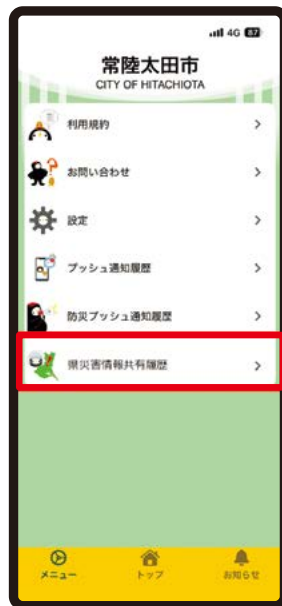 4G 87
常陸太田市
CITY OF HITACHIOTA
利用規約
お問い合わせ
設定
プッシュ通知履歴
防災プッシュ通知履歴
県災害情報共有履歴
メニュー
トップ
お知らせ